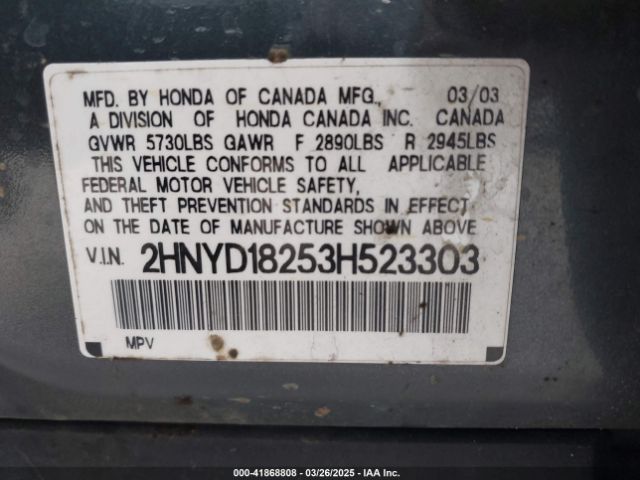 MFD. BY HONDA OF CANADA MFG., 03/03
A DIVISION OF HONDA CANADA INC. CANADA
GVWR 5730LBS GAWR F 2890LBS R 2945LBS
THIS VEHICLE CONFORMS TO ALL APPLICABLE
FEDERAL MOTOR VEHICLE SAFETY,
AND THEFT PREVENTION STANDARDS IN EFFECT
ON THE DATE OF MANUFACTURE SHOWN ABOVE
V.I.N. 2HNYD18253H523303
MPV
00-41868808 - 03/26/2025 - IAA Inc.